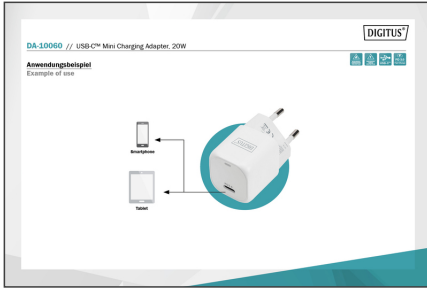 DIGITUS®
DA-10060 // USB-C™ Mini Charging Adapter, 20W
Anwendungsbeispiel
Example of use
Smartphone
Tablet